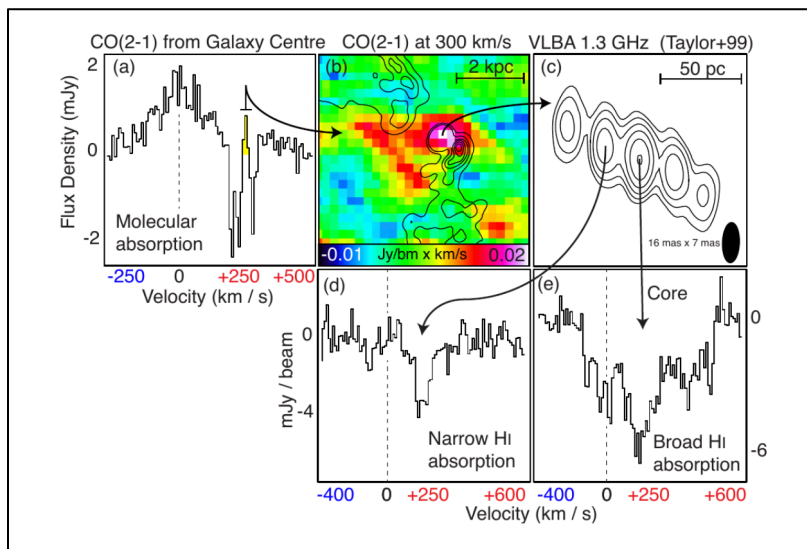 CO(2-1) from Galaxy Centre
CO(2-1) at 300 km/s
VLBA 1.3 GHz (Taylor+99)
(a)
2
0
-2
Flux Density (mJy)
Molecular
absorption
-250 0 +250 +500
Velocity (km / s)
(b)
2 kpc
-0.01 Jy/bm x km/s 0.02
(c)
50 pc
16 mas x 7 mas
(d)
0
-4
mJy / beam
Narrow HI
absorption
-400 0 +250 +600
(e)
Core
0
-6
Broad HI
absorption
-400 0 +250 +600
Velocity (km / s)